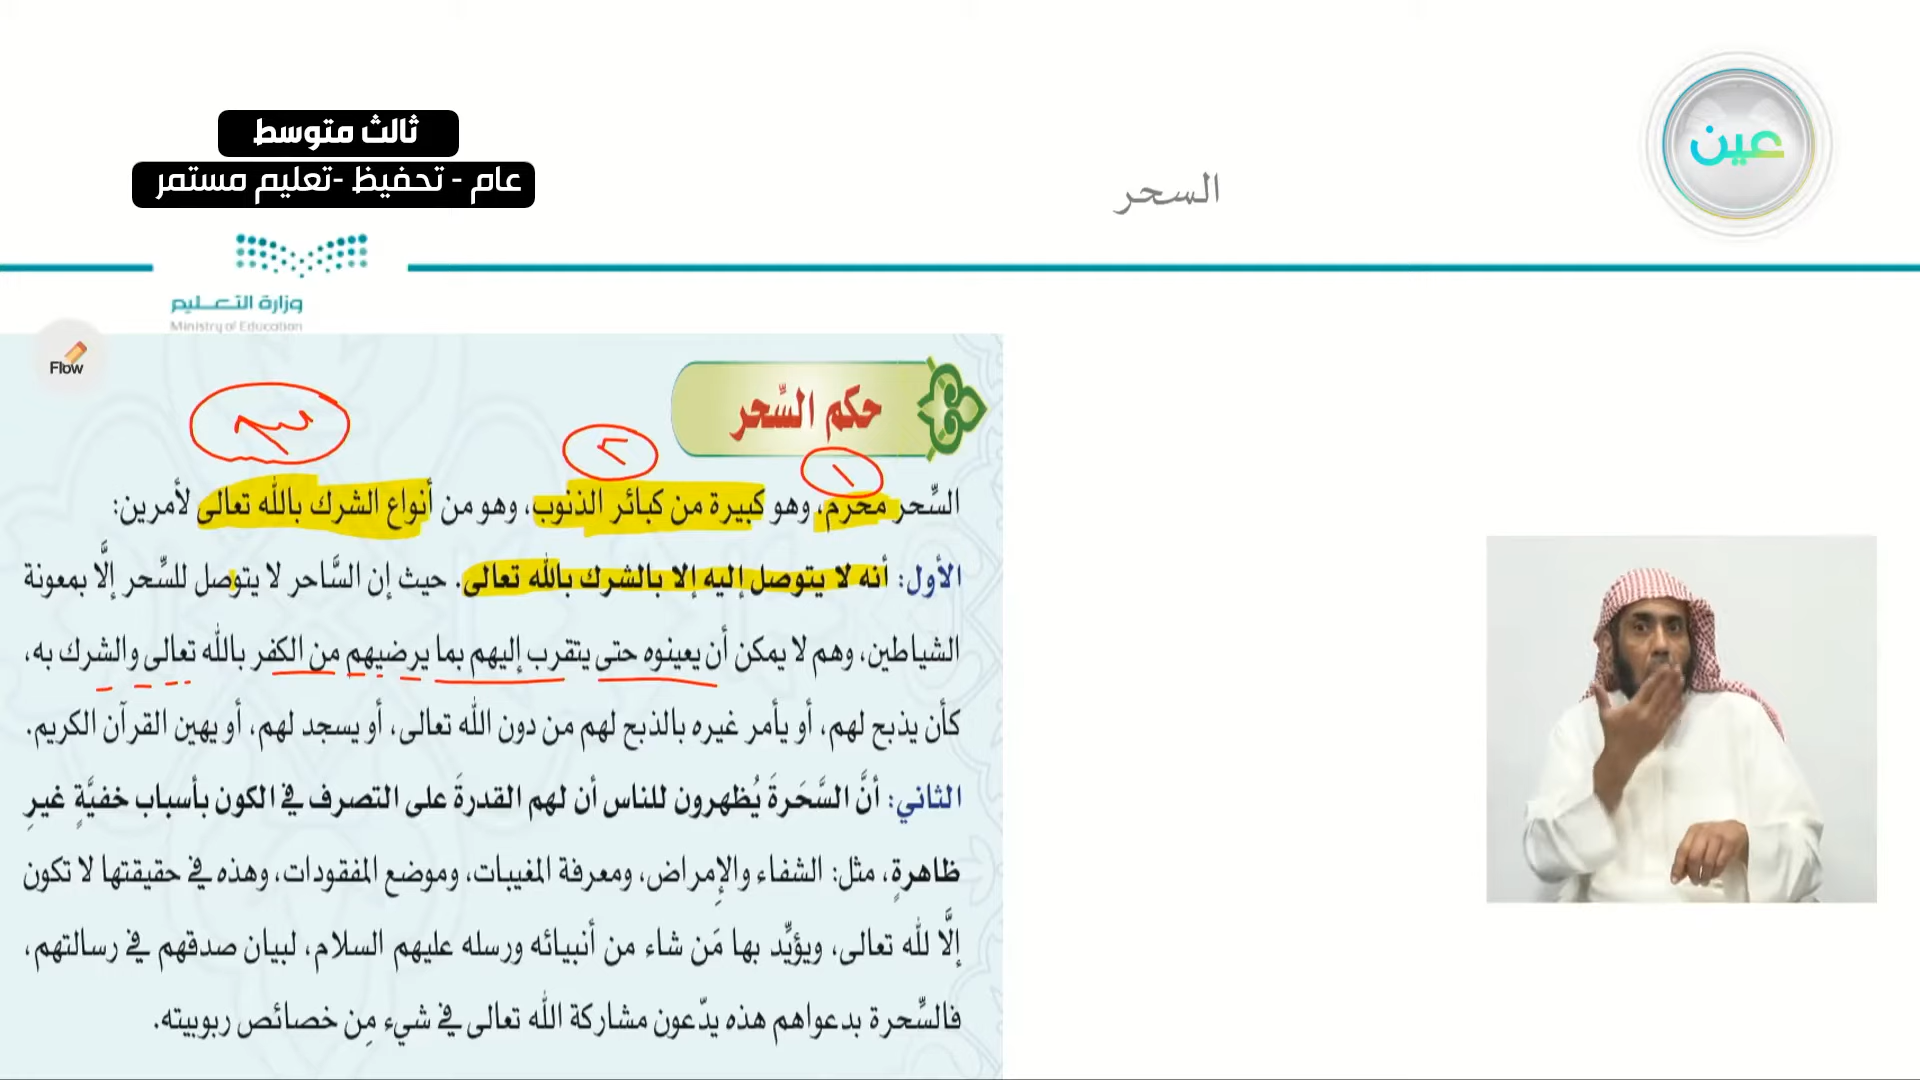 ثالث متوسط
عام - تحفيظ -تعليم مستمر
عين
السحر
وزارة التعـــليم
Ministry of Education
Flow
حكم السِّحر
٣
٢
١
السِّحر محرم، وهو كبيرة من كبائر الذنوب، وهو من أنواع الشرك بالله تعالى لأمرين:
الأول: أنه لا يتوصل إليه إلا بالشرك بالله تعالى. حيث إن السَّاحر لا يتوصل للسِّحر إلَّا بمعونة
الشياطين، وهم لا يمكن أن يعينوه حتى يتقرب إليهم بما يرضيهم من الكفر بالله تعالى والشرك به،
كأن يذبح لهم، أو يأمر غيره بالذبح لهم من دون الله تعالى، أو يسجد لهم، أو يهين القرآن الكريم.
الثاني: أنَّ السَّحَرةَ يُظهرون للناس أن لهم القدرةَ على التصرف في الكون بأسباب خفيَّةٍ غيرِ
ظاهرةٍ، مثل: الشفاء والإِمراض، ومعرفة المغيبات، وموضع المفقودات، وهذه في حقيقتها لا تكون
إلَّا لله تعالى، ويؤيِّد بها مَن شاء من أنبيائه ورسله عليهم السلام، لبيان صدقهم في رسالتهم،
فالسَّحرة بدعواهم هذه يدّعون مشاركة الله تعالى في شيء مِن خصائص ربوبيته.